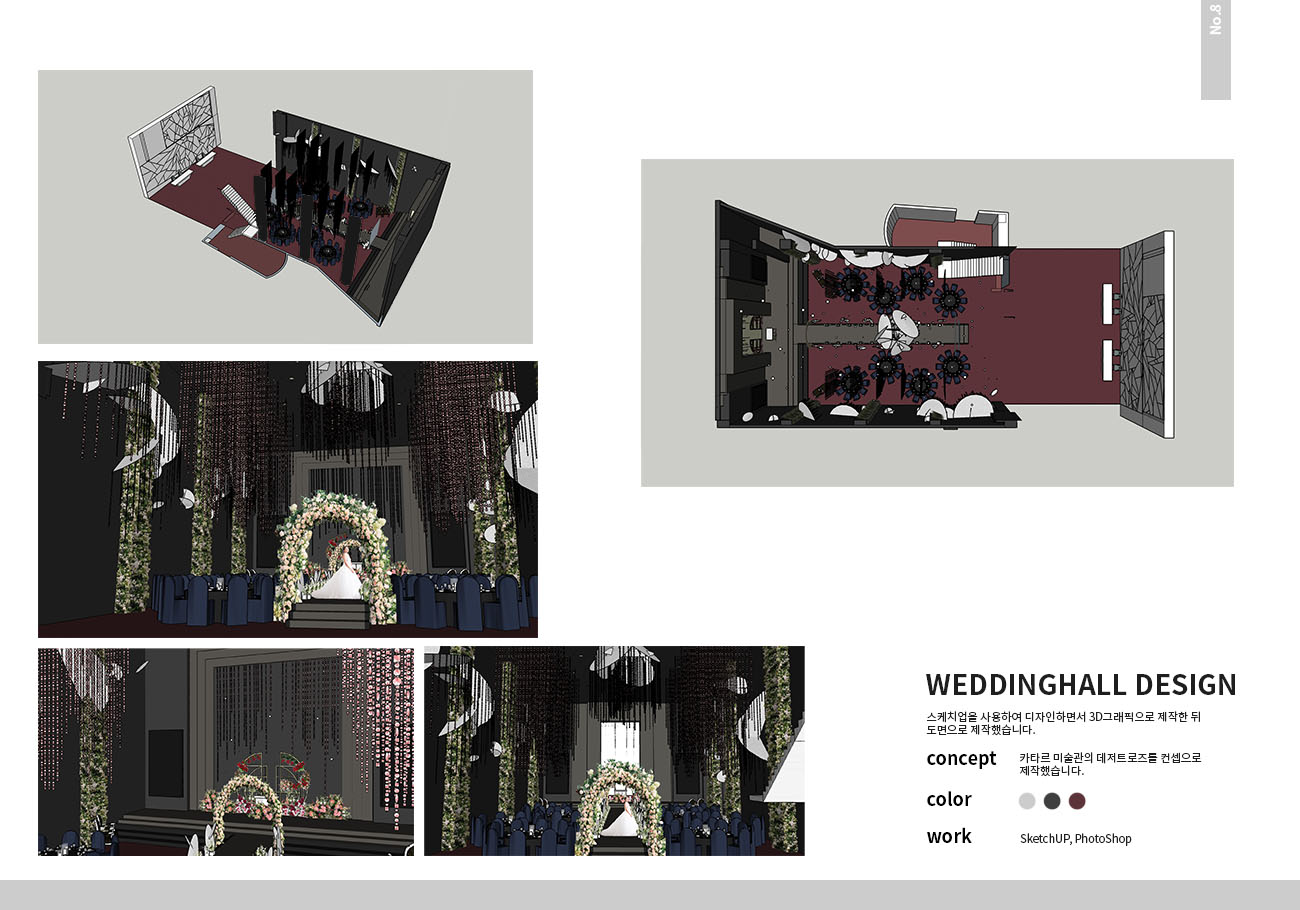 No.8
WEDDINGHALL DESIGN
스케치업을 사용하여 디자인하면서 3D그래픽으로 제작한 뒤
도면으로 제작했습니다.
concept
카타르 미술관의 데저트로즈를 컨셉으로
제작했습니다.
color
work
SketchUP, PhotoShop